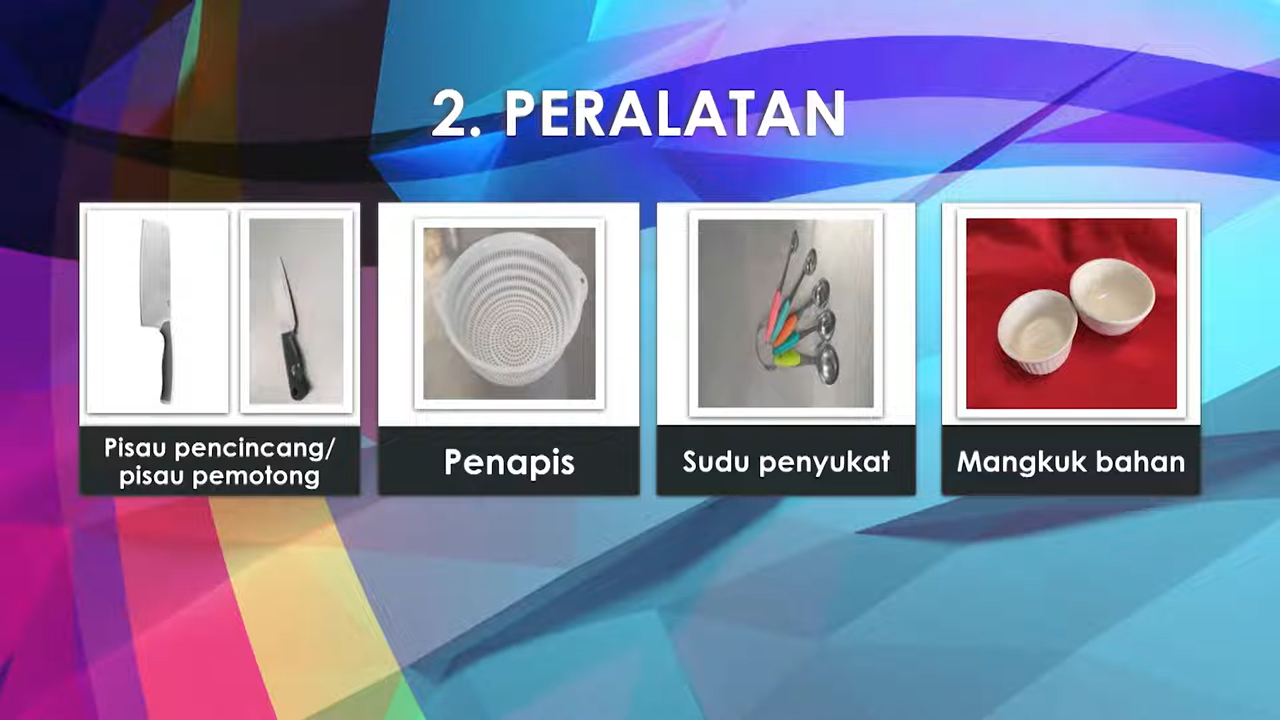 2. PERALATAN
Pisau pencincang/
pisau pemotong
Penapis
Sudu penyukat
Mangkuk bahan